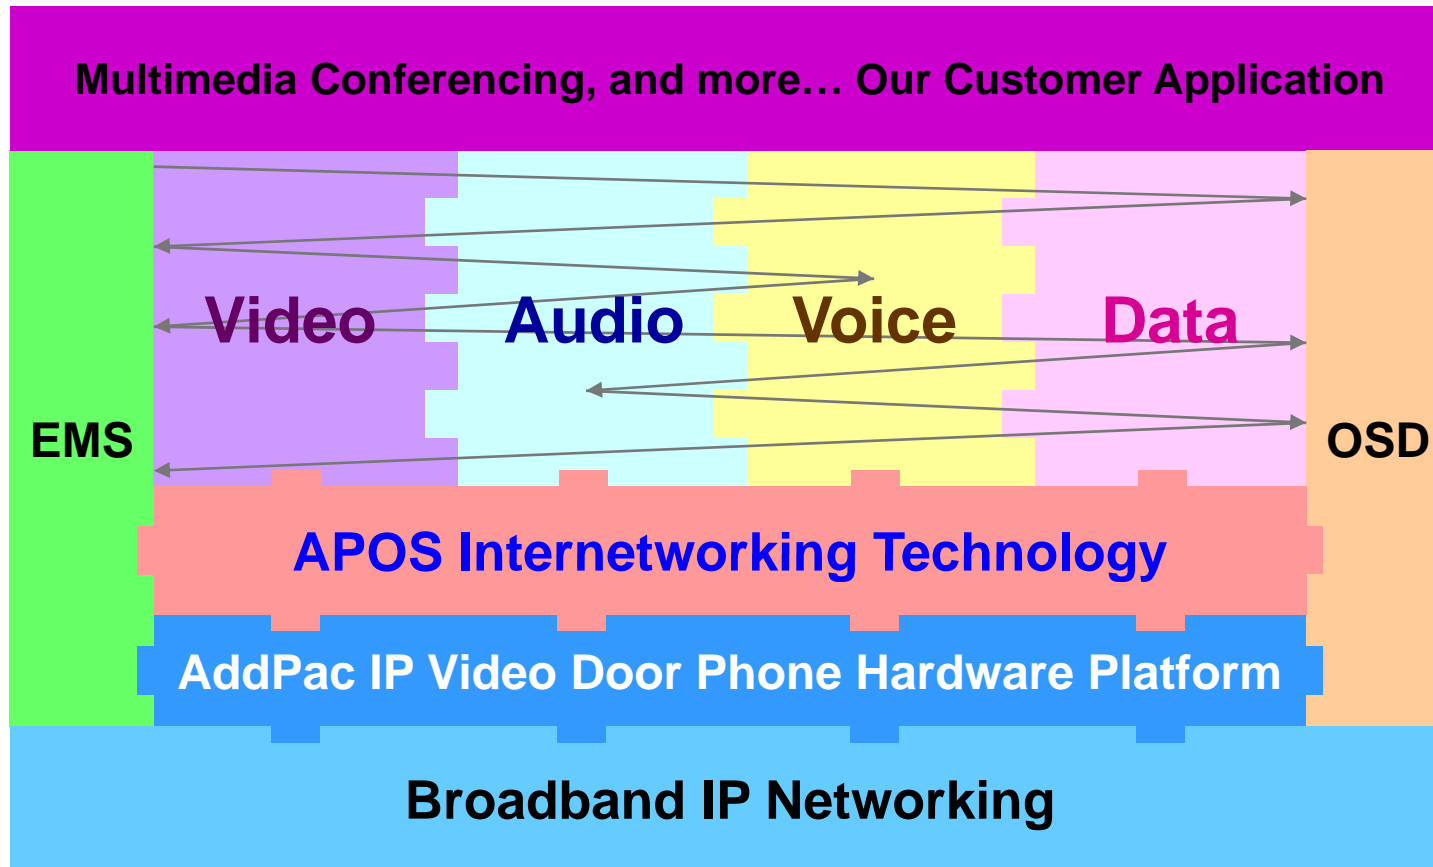 Multimedia Conferencing, and more… Our Customer Application
Video Audio Voice Data
EMS
OSD
APOS Internetworking Technology
AddPac IP Video Door Phone Hardware Platform
Broadband IP Networking